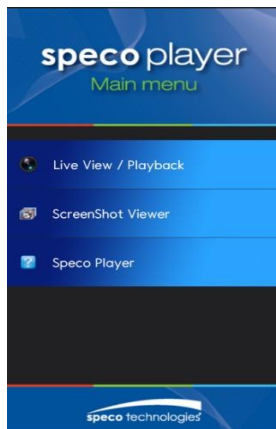 speco player
Main menu
Live View / Playback
ScreenShot Viewer
Speco Player
speco technologies